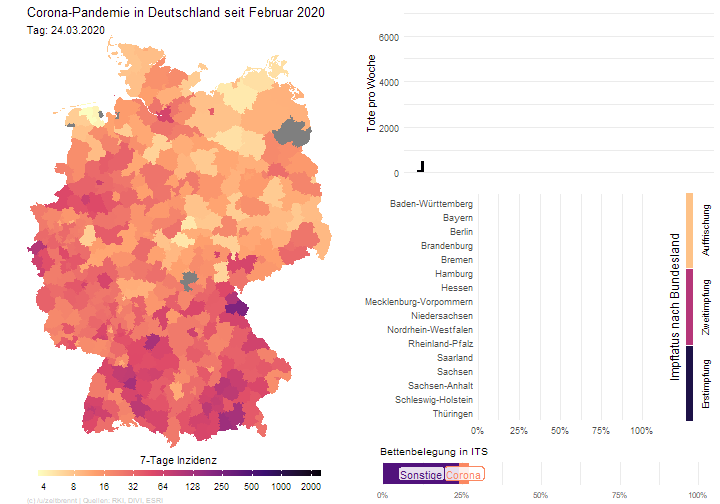 Corona-Pandemie in Deutschland seit Februar 2020
Tag: 24.03.2020
7-Tage Inzidenz
4 8 16 32 64 125 250 500 1000 2000
(c) /u/zeitbrennt | Quellen: RKI, DIVI, ESRI
Tote pro Woche
6000
4000
2000
0
Baden-Württemberg
Bayern
Berlin
Brandenburg
Bremen
Hamburg
Hessen
Mecklenburg-Vorpommern
Niedersachsen
Nordrhein-Westfalen
Rheinland-Pfalz
Saarland
Sachsen
Sachsen-Anhalt
Schleswig-Holstein
Thüringen
0% 25% 50% 75% 100%
Impfstatus nach Bundesland
Auffrischung
Zweitimpfung
Erstimpfung
Bettenbelegung in ITS
Sonstige Corona
0% 25% 50% 75% 100%